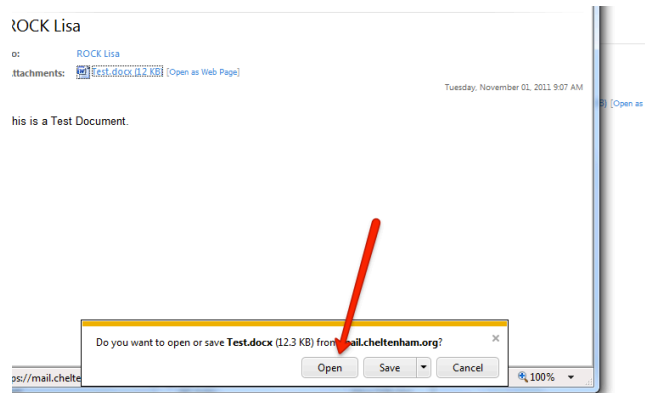 ROCK Lisa
o: ROCK Lisa
ttachments: Test.docx (12 KB) [Open as Web Page]
Tuesday, November 01, 2011 9:07 AM
B) [Open as
his is a Test Document.
Do you want to open or save Test.docx (12.3 KB) from mail.cheltenham.org?
Open Save Cancel
ps://mail.chelte
100%